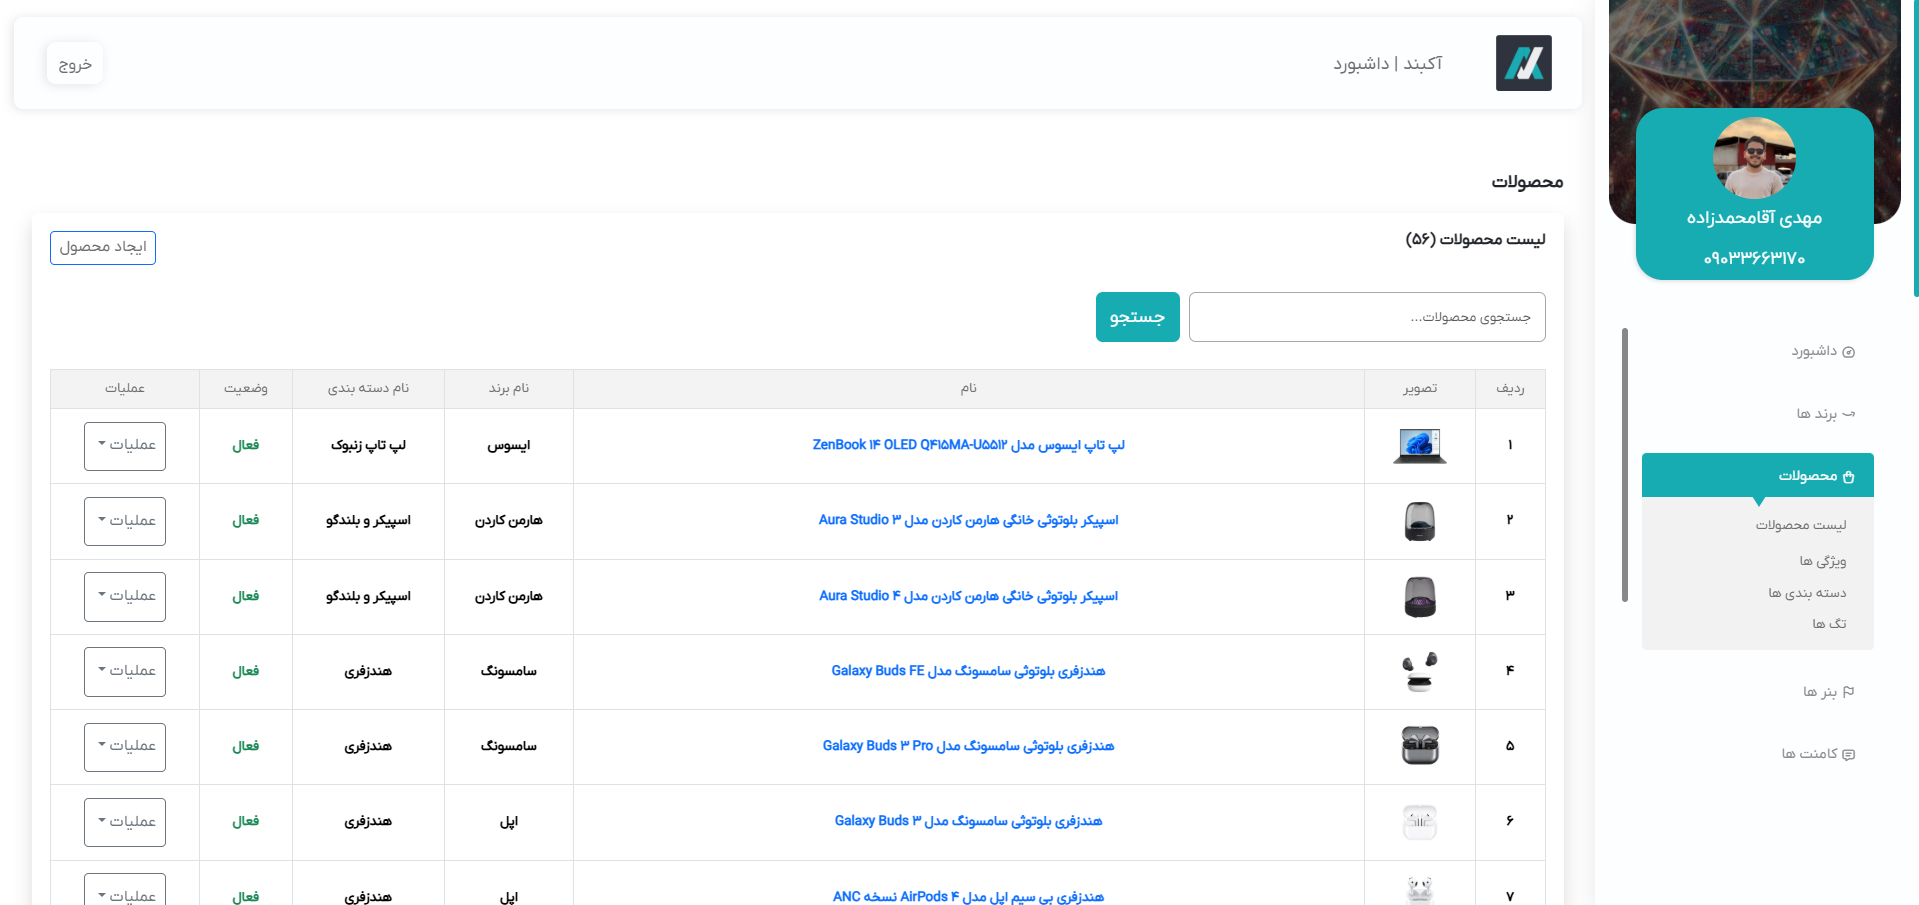 آکبند | داشبورد
خروج
مهدی آقامحمدزاده
۰۹۰۳۳۶۶۳۱۷۰
داشبورد
برند ها
محصولات
لیست محصولات
ویژگی ها
دسته بندی ها
تگ ها
بنر ها
کامنت ها
محصولات
لیست محصولات (۵۶)
ایجاد محصول
جستجوی محصولات...
جستجو
ردیف تصویر نام نام برند نام دسته بندی وضعیت عملیات
۱ لپ تاپ ایسوس مدل ZenBook ۱۴ OLED Q۴۱۵MA-U۵۵۱۲ ایسوس لپ تاپ زنبوک فعال عملیات
۲ اسپیکر بلوتوثی خانگی هارمن کاردن مدل Aura Studio ۳ هارمن کاردن اسپیکر و بلندگو فعال عملیات
۳ اسپیکر بلوتوثی خانگی هارمن کاردن مدل Aura Studio ۴ هارمن کاردن اسپیکر و بلندگو فعال عملیات
۴ هندزفری بلوتوثی سامسونگ مدل Galaxy Buds FE سامسونگ هندزفری فعال عملیات
۵ هندزفری بلوتوثی سامسونگ مدل Galaxy Buds ۳ Pro سامسونگ هندزفری فعال عملیات
۶ هندزفری بلوتوثی سامسونگ مدل Galaxy Buds ۳ اپل هندزفری فعال عملیات
۷ هندزفری بی سیم اپل مدل AirPods ۴ نسخه ANC اپل هندزفری فعال عملیات